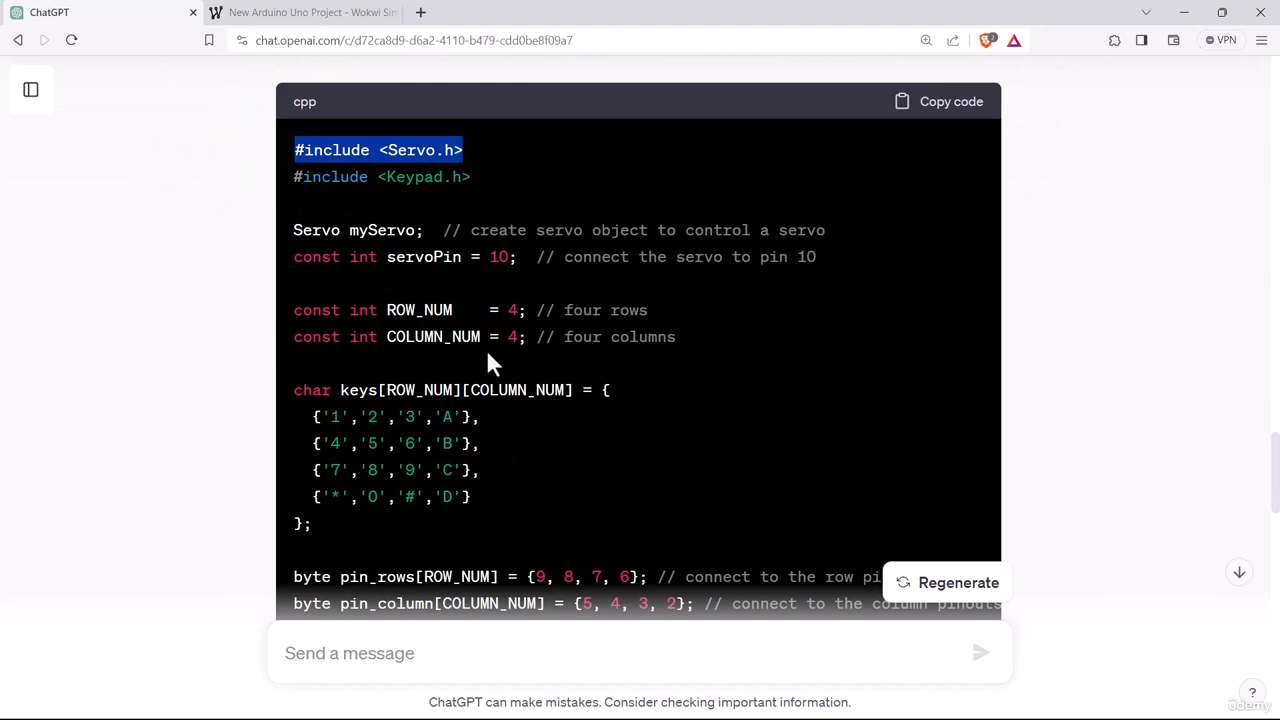 ChatGPT
New Arduino Uno Project - Wokwi Sin
chat.openai.com/c/d72ca8d9-d6a2-4110-b479-cdd0be8f09a7
2
VPN
cpp
Copy code
#include <Servo.h>
#include <Keypad.h>
Servo myServo;  // create servo object to control a servo
const int servoPin = 10;  // connect the servo to pin 10
const int ROW_NUM    = 4; // four rows
const int COLUMN_NUM = 4; // four columns
char keys[ROW_NUM][COLUMN_NUM] = {
  {'1','2','3','A'},
  {'4','5','6','B'},
  {'7','8','9','C'},
  {'*','0','#','D'}
};
byte pin_rows[ROW_NUM] = {9, 8, 7, 6}; // connect to the row pi
byte pin_column[COLUMN_NUM] = {5, 4, 3, 2}; // connect to the column pinouts
Regenerate
Send a message
ChatGPT can make mistakes. Consider checking important information.
?
ûdemy